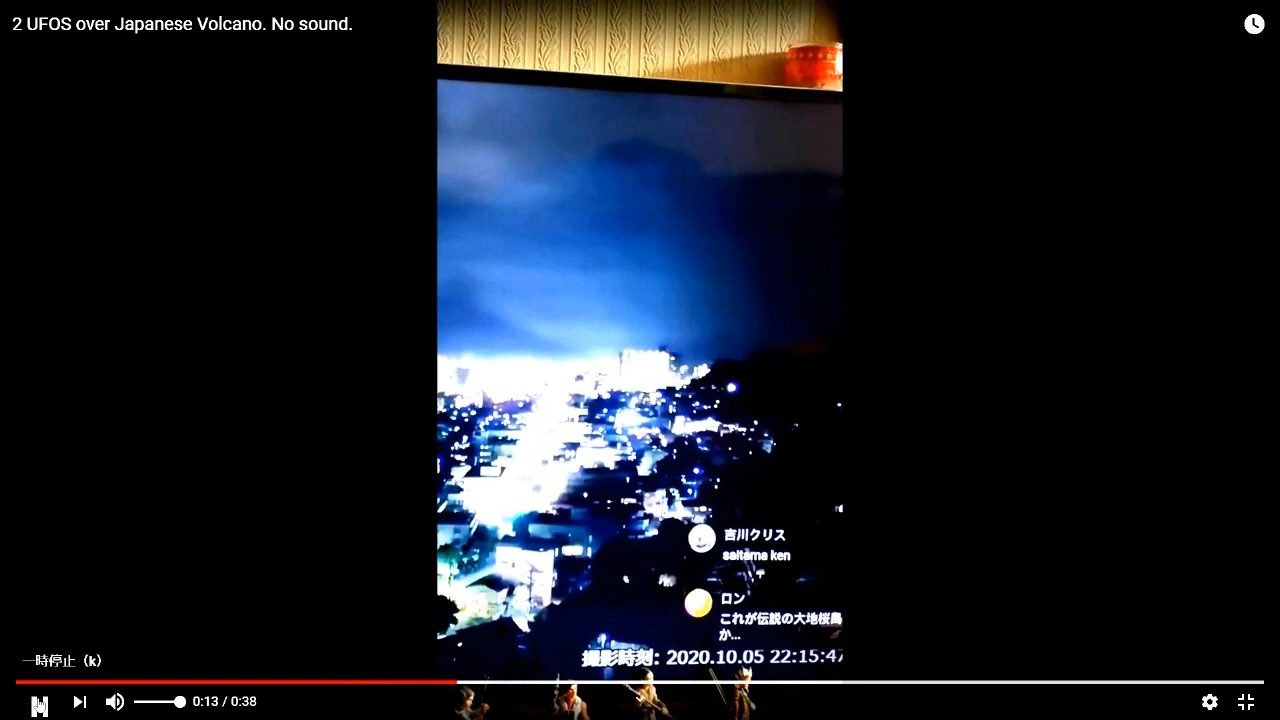 2 UFOS over Japanese Volcano. No sound.
吉川クリス
saitama ken
ロン
これが伝説の大地桜島
か...
撮影時刻: 2020.10.05 22:15:47
一時停止（k）
0:13 / 0:38